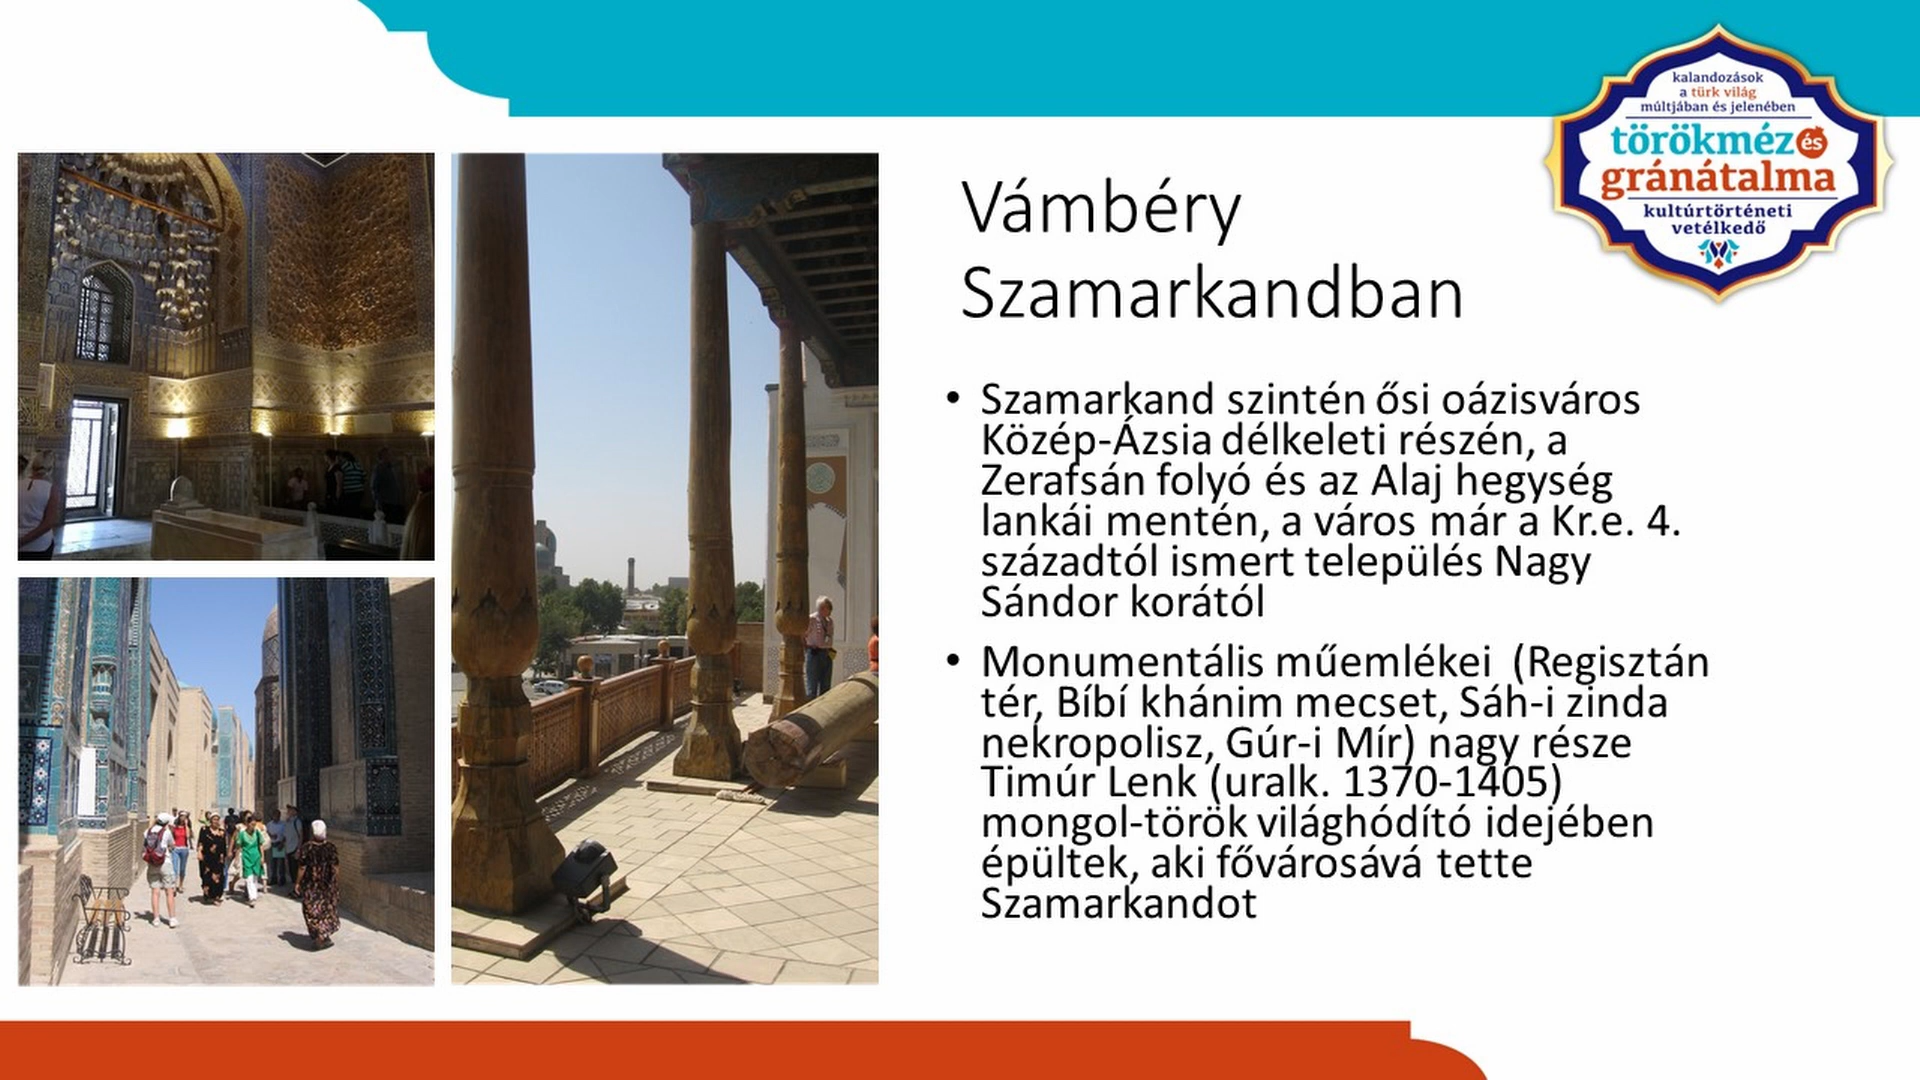 kalandozások
a türk világ
múltjában és jelenében
törökméz és
gránátalma
kultúrtörténeti
vetélkedő
Vámbéry
Szamarkandban
• Szamarkand szintén ősi oázisváros
Közép-Ázsia délkeleti részén, a
Zerafsán folyó és az Alaj hegység
lankái mentén, a város már a Kr.e. 4.
századtól ismert település Nagy
Sándor korától
• Monumentális műemlékei (Regisztán
tér, Bíbí khánim mecset, Sáh-i zinda
nekropolisz, Gúr-i Mír) nagy része
Timúr Lenk (uralk. 1370-1405)
mongol-török világhódító idejében
épültek, aki fővárosává tette
Szamarkandot